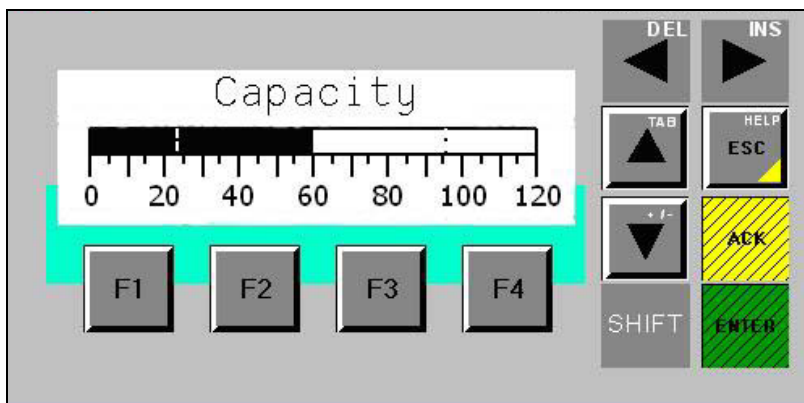 DEL INS
Capacity
TAB HELP
ESC
0 20 40 60 80 100 120
+/-
ACK
F1 F2 F3 F4
SHIFT ENTER